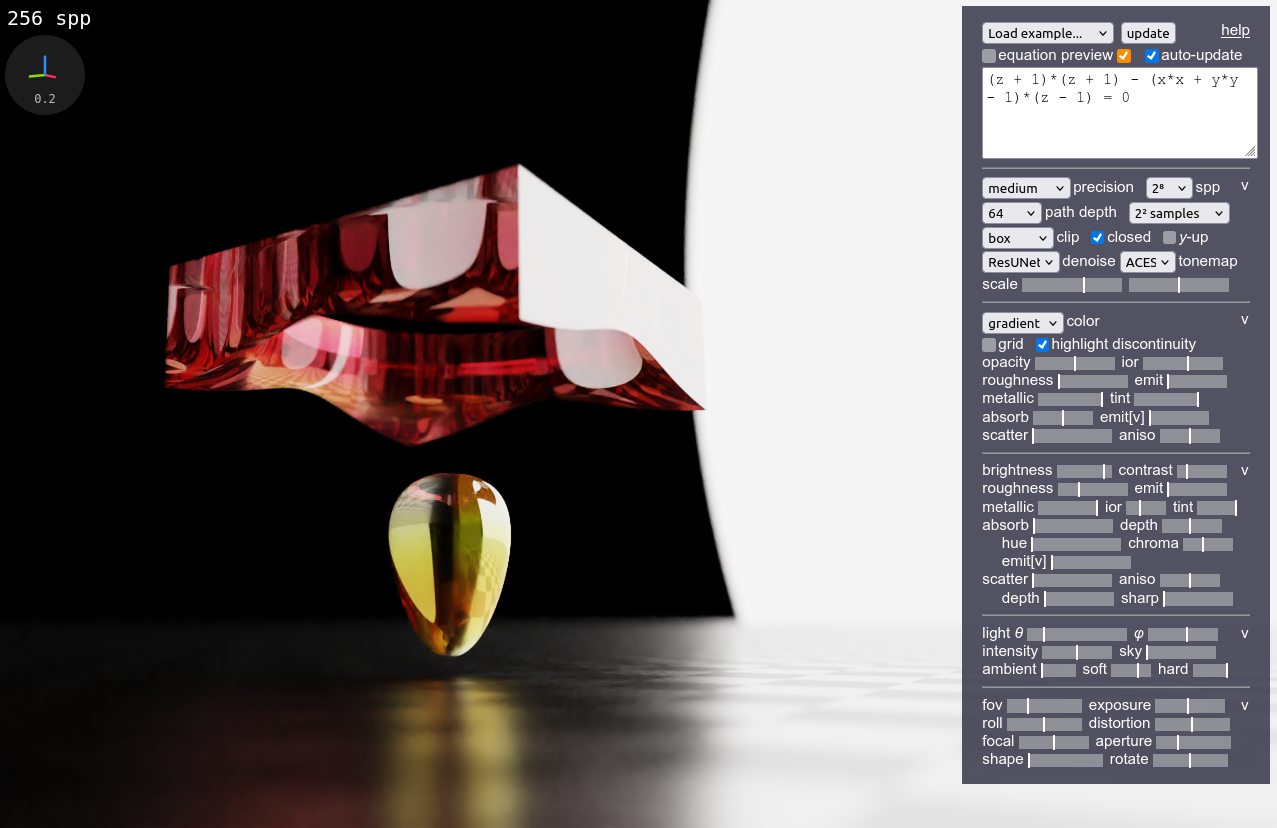 256 spp
0.2
Load example... update help
equation preview auto-update
(z + 1)*(z + 1) - (x*x + y*y
- 1)*(z - 1) = 0
medium precision 2⁸ spp v
64 path depth 2² samples
box clip closed y-up
ResUNet denoise ACES tonemap
scale
gradient color v
grid highlight discontinuity
opacity ior
roughness emit
metallic tint
absorb emit[v]
scatter aniso
brightness contrast v
roughness emit
metallic ior tint
absorb depth
hue chroma
emit[v]
scatter aniso
depth sharp
light θ φ v
intensity sky
ambient soft hard
fov exposure v
roll distortion
focal aperture
shape rotate